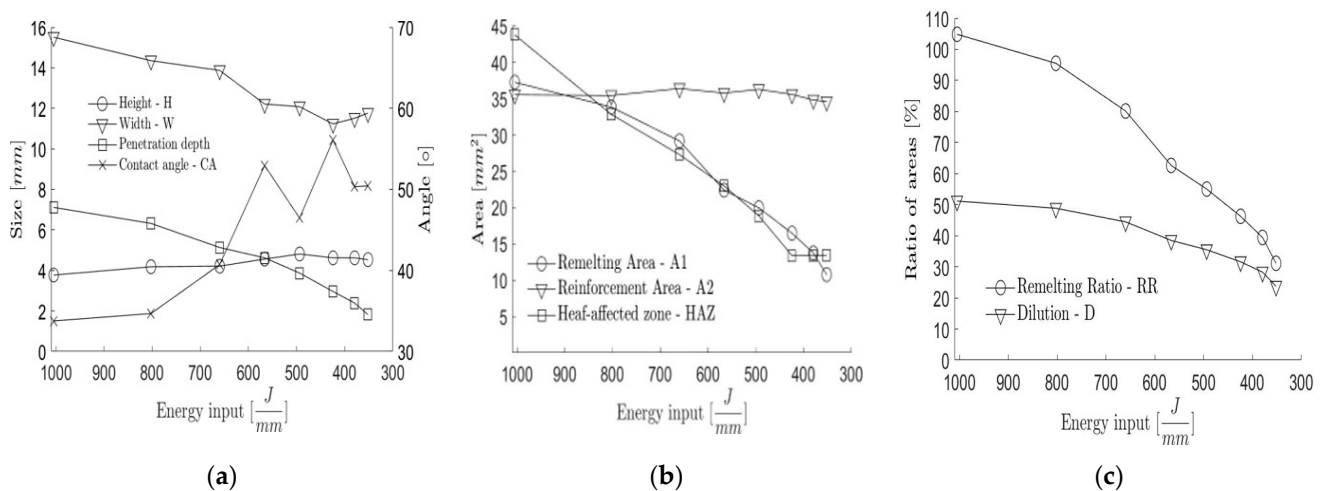 16
14
12
10
8
6
4
2
0
Size [mm]
70
60
50
40
30
Angle [○]
Height - H
Width - W
Penetration depth
Contact angle - CA
1000 900 800 700 600 500 400 300
Energy input [J/mm]
(a)
45
40
35
30
25
20
15
10
5
Area [mm²]
Remelting Area - A1
Reinforcement Area - A2
Heaf-affected zone - HAZ
1000 900 800 700 600 500 400 300
Energy input [J/mm]
(b)
110
100
90
80
70
60
50
40
30
20
10
0
Ratio of areas [%]
Remelting Ratio - RR
Dilution - D
1000 900 800 700 600 500 400 300
Energy input [J/mm]
(c)